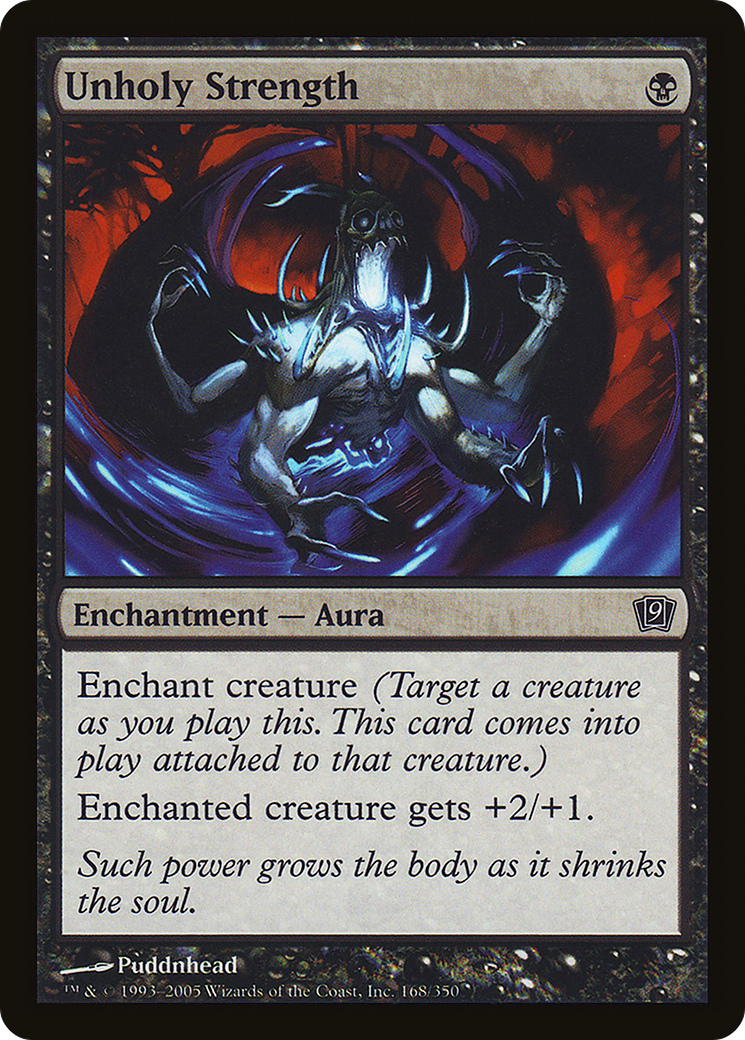 Unholy Strength
Enchantment — Aura
9
Enchant creature (Target a creature
as you play this. This card comes into
play attached to that creature.)
Enchanted creature gets +2/+1.
Such power grows the body as it shrinks
the soul.
Puddnhead
™ & © 1993–2005 Wizards of the Coast, Inc. 168/350